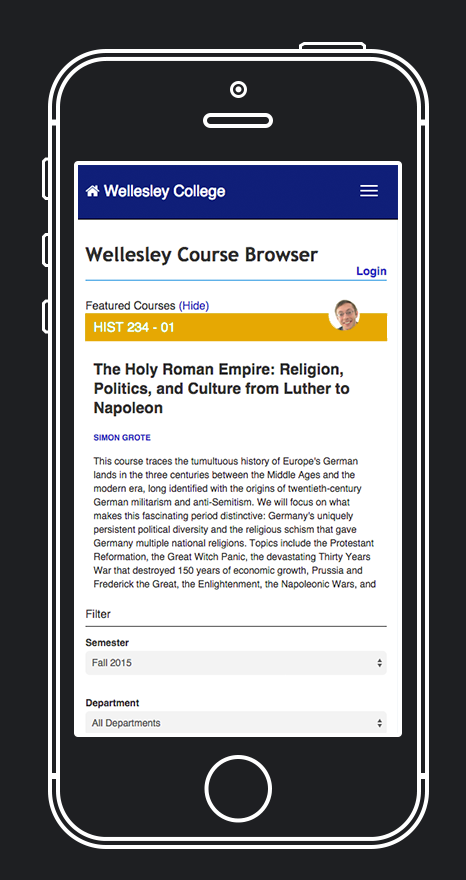 Wellesley College
Wellesley Course Browser
Login
Featured Courses (Hide)
HIST 234 - 01
The Holy Roman Empire: Religion,
Politics, and Culture from Luther to
Napoleon
SIMON GROTE
This course traces the tumultuous history of Europe's German
lands in the three centuries between the Middle Ages and the
modern era, long identified with the origins of twentieth-century
German militarism and anti-Semitism. We will focus on what
makes this fascinating period distinctive: Germany's uniquely
persistent political diversity and the religious schism that gave
Germany multiple national religions. Topics include the Protestant
Reformation, the Great Witch Panic, the devastating Thirty Years
War that destroyed 150 years of economic growth, Prussia and
Frederick the Great, the Enlightenment, the Napoleonic Wars, and
Filter
Semester
Fall 2015
Department
All Departments